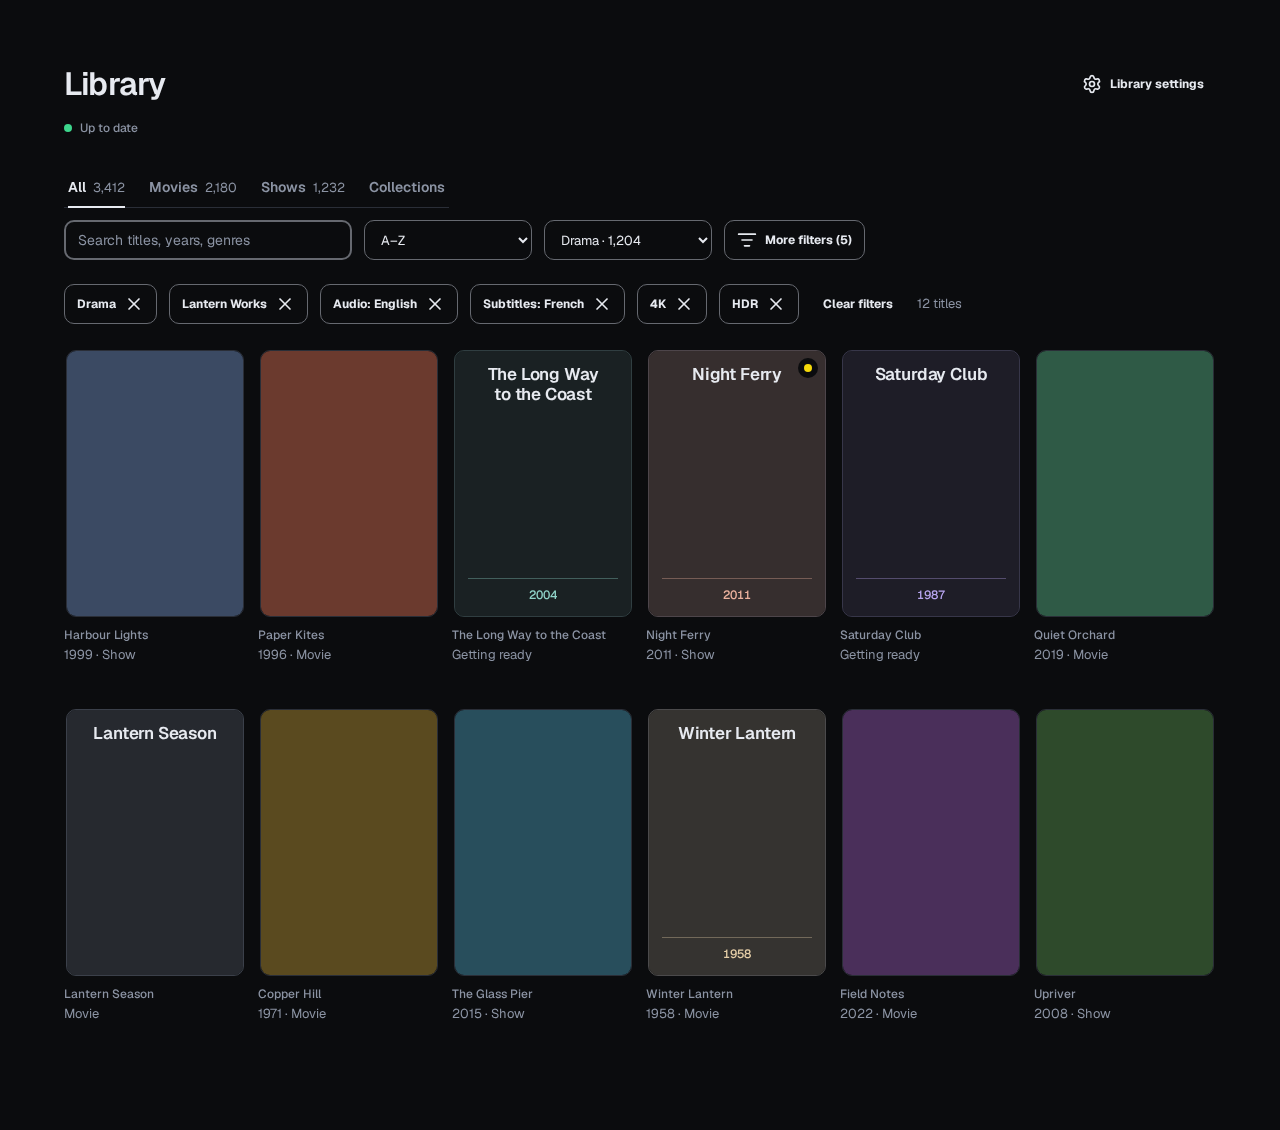 Library
Library settings
Up to date
All 3,412 Movies 2,180 Shows 1,232 Collections
Search titles, years, genres A–Z Drama · 1,204 More filters (5)
Drama Lantern Works Audio: English Subtitles: French 4K HDR Clear filters 12 titles
The Long Way
to the Coast
2004
Night Ferry
2011
Saturday Club
1987
Harbour Lights
1999 · Show
Paper Kites
1996 · Movie
The Long Way to the Coast
Getting ready
Night Ferry
2011 · Show
Saturday Club
Getting ready
Quiet Orchard
2019 · Movie
Lantern Season
Winter Lantern
1958
Lantern Season
Movie
Copper Hill
1971 · Movie
The Glass Pier
2015 · Show
Winter Lantern
1958 · Movie
Field Notes
2022 · Movie
Upriver
2008 · Show